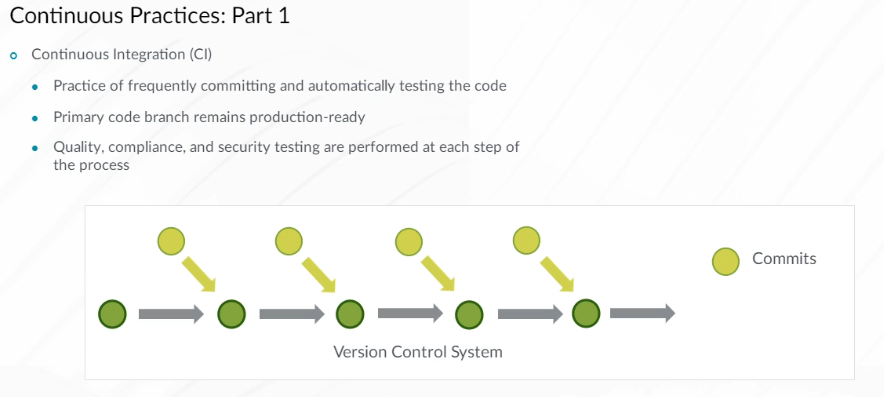 Continuous Practices: Part 1
Continuous Integration (CI)
Practice of frequently committing and automatically testing the code
Primary code branch remains production-ready
Quality, compliance, and security testing are performed at each step of
the process
Commits
Version Control System